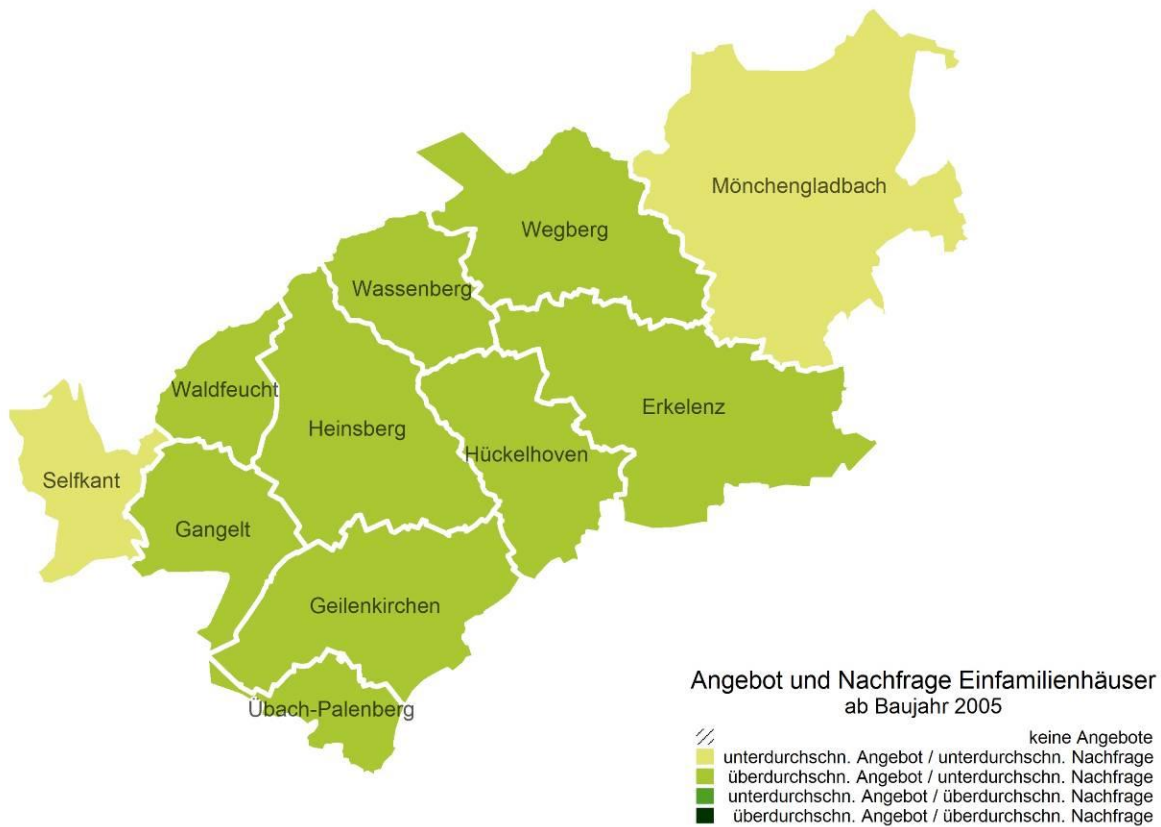 Mönchengladbach
Wegberg
Wassenberg
Waldfeucht
Erkelenz
Heinsberg
Hückelhoven
Selfkant
Gangelt
Geilenkirchen
Übach-Palenberg
Angebot und Nachfrage Einfamilienhäuser
ab Baujahr 2005
keine Angebote
unterdurchschn. Angebot / unterdurchschn. Nachfrage
überdurchschn. Angebot / unterdurchschn. Nachfrage
unterdurchschn. Angebot / überdurchschn. Nachfrage
überdurchschn. Angebot / überdurchschn. Nachfrage